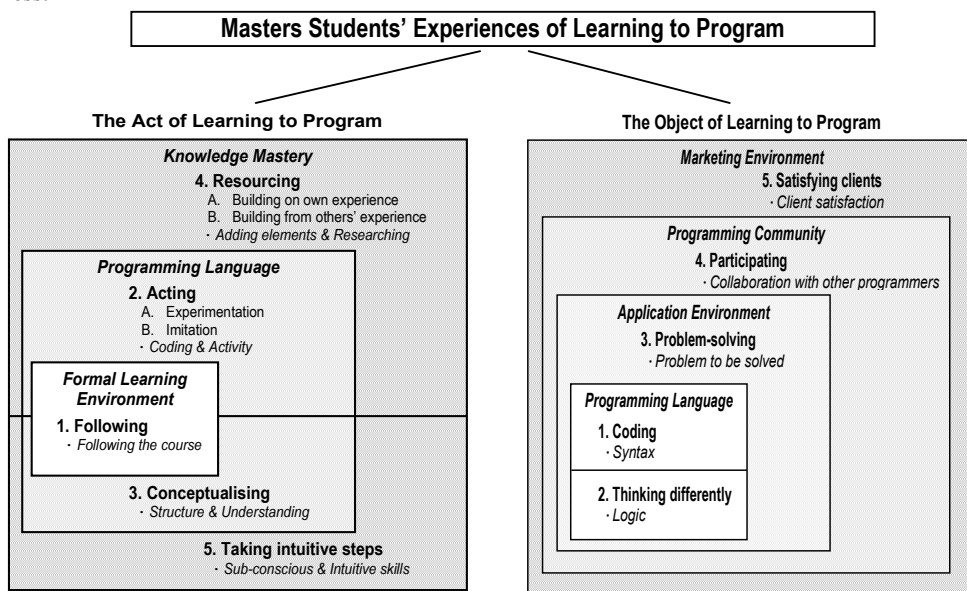 Masters Students' Experiences of Learning to Program
The Act of Learning to Program
Knowledge Mastery
4. Resourcing
A. Building on own experience
B. Building from others' experience
· Adding elements & Researching
Programming Language
2. Acting
A. Experimentation
B. Imitation
· Coding & Activity
Formal Learning
Environment
1. Following
· Following the course
3. Conceptualising
· Structure & Understanding
5. Taking intuitive steps
· Sub-conscious & Intuitive skills
The Object of Learning to Program
Marketing Environment
5. Satisfying clients
· Client satisfaction
Programming Community
4. Participating
· Collaboration with other programmers
Application Environment
3. Problem-solving
· Problem to be solved
Programming Language
1. Coding
· Syntax
2. Thinking differently
· Logic